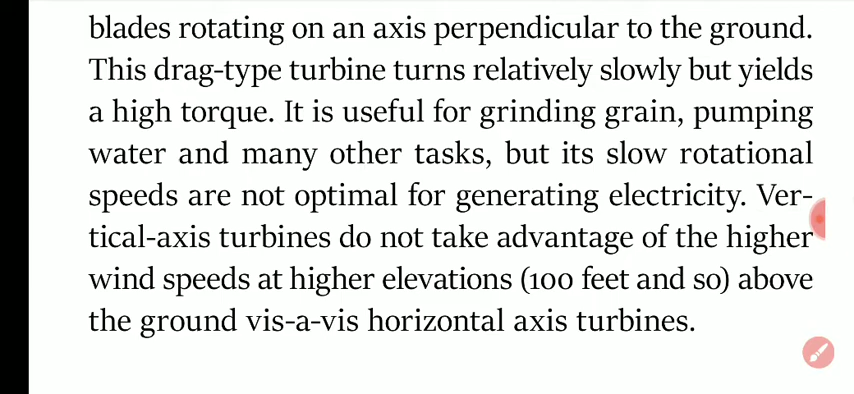 blades rotating on an axis perpendicular to the ground.
This drag-type turbine turns relatively slowly but yields
a high torque. It is useful for grinding grain, pumping
water and many other tasks, but its slow rotational
speeds are not optimal for generating electricity. Ver-
tical-axis turbines do not take advantage of the higher
wind speeds at higher elevations (100 feet and so) above
the ground vis-a-vis horizontal axis turbines.